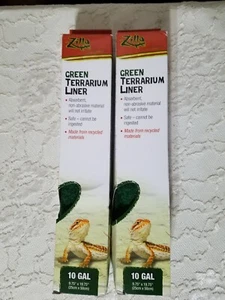 Zilla
GREEN
TERRARIUM
LINER
• Absorbent,
non-abrasive material
will not irritate
• Safe – cannot be
ingested
• Made from recycled
materials
10 GAL
Zilla
GREEN
TERRARIUM
LINER
• Absorbent,
non-abrasive material
will not irritate
• Safe – cannot be
ingested
• Made from recycled
materials
10 GAL